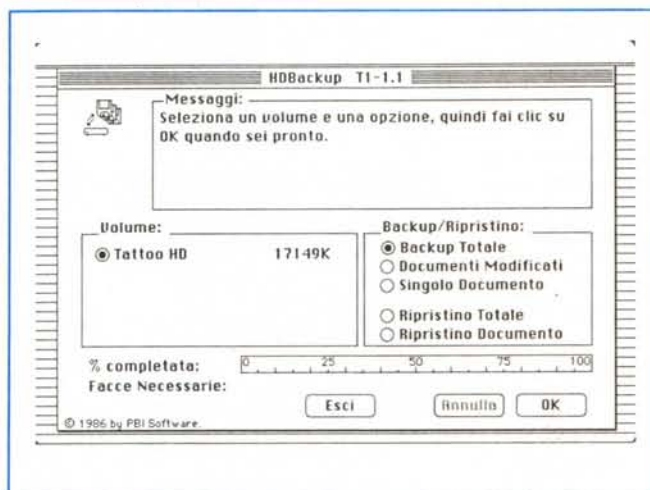 HDBackup T1-1.1
Messaggi:
Seleziona un volume e una opzione, quindi fai clic su
OK quando sei pronto.
Volume:
Tattoo HD 17149K
Backup/Ripristino:
Backup Totale
Documenti Modificati
Singolo Documento
Ripristino Totale
Ripristino Documento
% completata: 0 25 50 75 100
Facce Necessarie:
Esci Annulla OK
© 1986 by PBI Software.